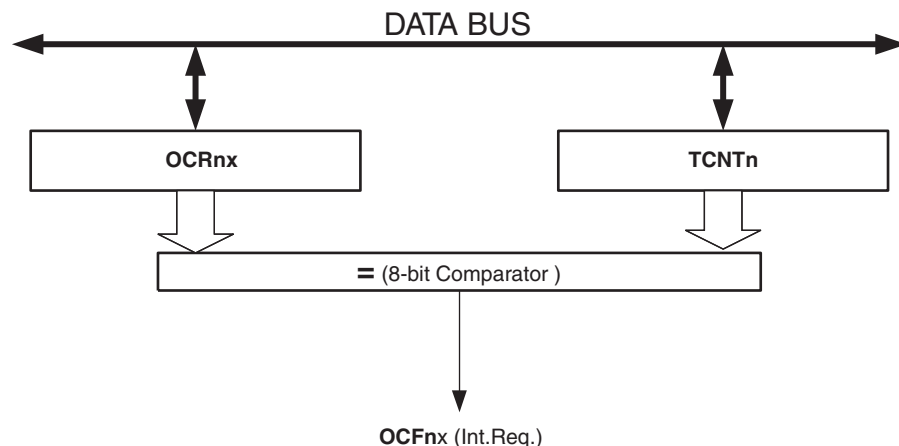 DATA BUS
OCRnx
TCNTn
= (8-bit Comparator )
OCFnx (Int.Req.)